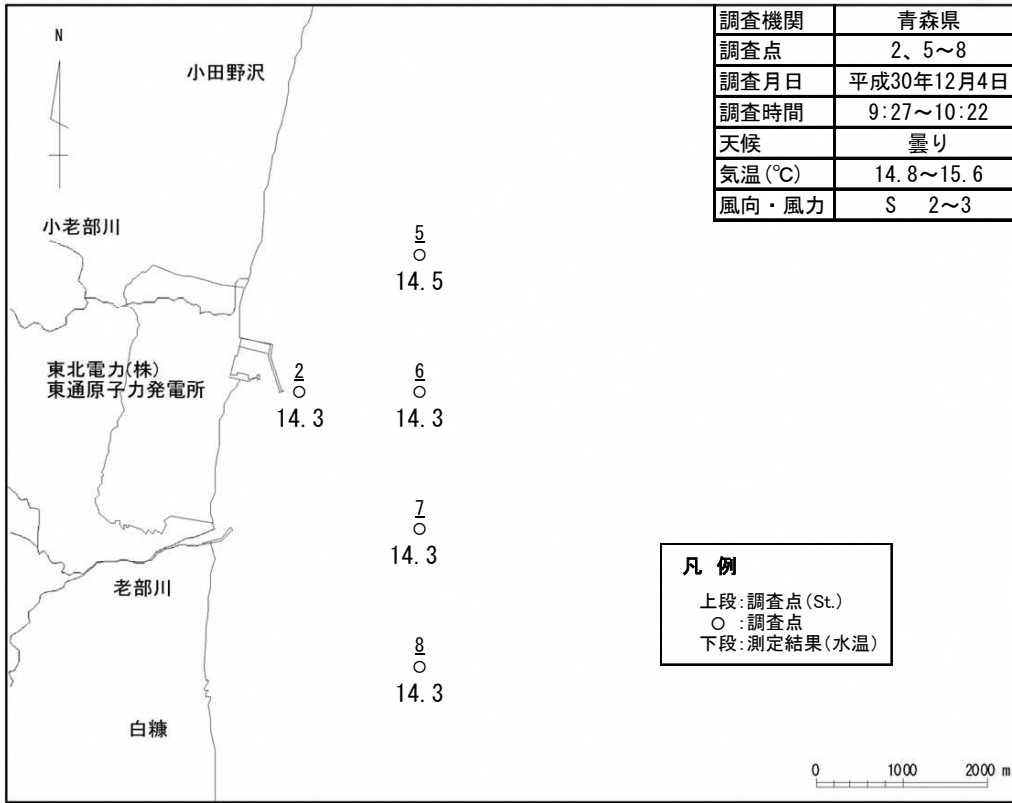 調査機関 青森県
調査点 2、5～8
調査月日 平成30年12月4日
調査時間 9:27～10:22
天候 曇り
気温(℃) 14.8～15.6
風向・風力 S 2～3
N
小田野沢
小老部川
5
14.5
東北電力(株)
東通原子力発電所
2
14.3
6
14.3
7
14.3
老部川
8
14.3
白糠
凡 例
上段:調査点(St.)
○ :調査点
下段:測定結果(水温)
0 1000 2000 m